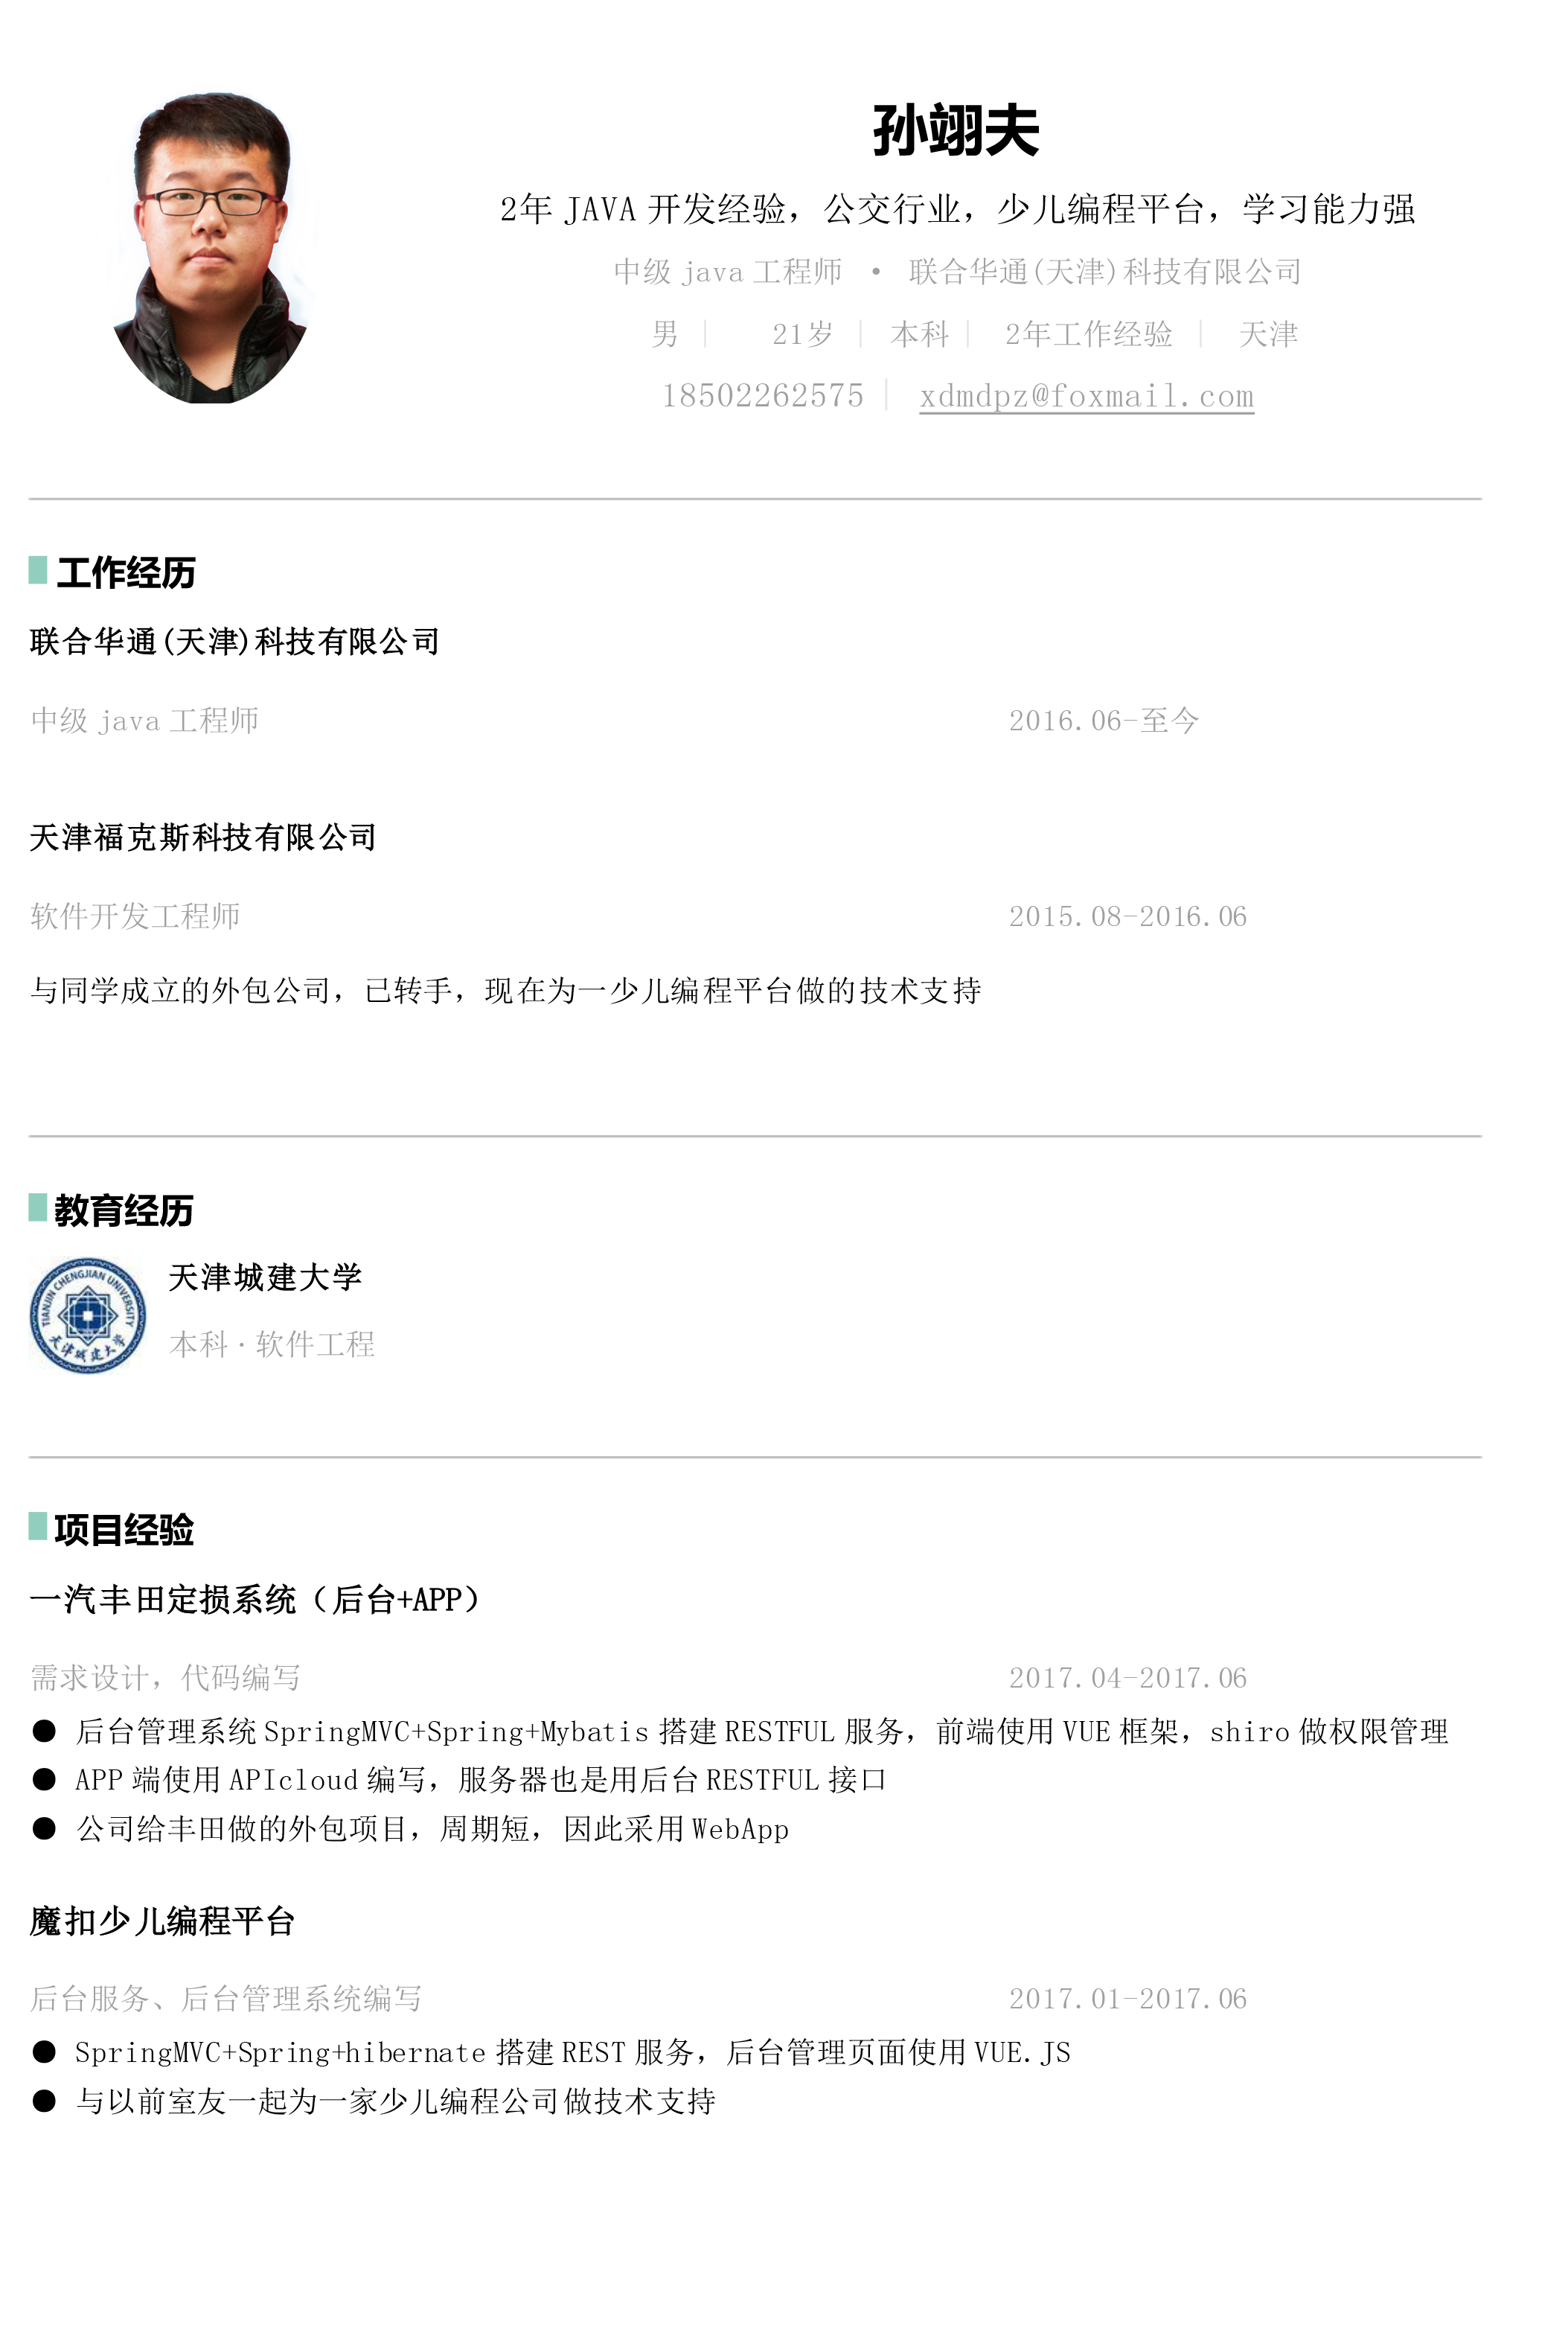 孙翊夫
2年 JAVA 开发经验，公交行业，少儿编程平台，学习能力强
中级 java 工程师 · 联合华通(天津)科技有限公司
男 | 21岁 | 本科 | 2年工作经验 | 天津
18502262575 | xdmdpz@foxmail.com
工作经历
联合华通(天津)科技有限公司
中级 java 工程师 2016.06-至今
天津福克斯科技有限公司
软件开发工程师 2015.08-2016.06
与同学成立的外包公司，已转手，现在为一少儿编程平台做的技术支持
教育经历
TIANJIN CHENGJIAN UNIVERSITY
天津城建大学
天津城建大学
本科 · 软件工程
项目经验
一汽丰田定损系统（后台+APP）
需求设计，代码编写 2017.04-2017.06
● 后台管理系统 SpringMVC+Spring+Mybatis 搭建 RESTFUL 服务，前端使用 VUE 框架，shiro 做权限管理
● APP 端使用 APIcloud 编写，服务器也是用后台 RESTFUL 接口
● 公司给丰田做的外包项目，周期短，因此采用 WebApp
魔扣少儿编程平台
后台服务、后台管理系统编写 2017.01-2017.06
● SpringMVC+Spring+hibernate 搭建 REST 服务，后台管理页面使用 VUE.JS
● 与以前室友一起为一家少儿编程公司做技术支持